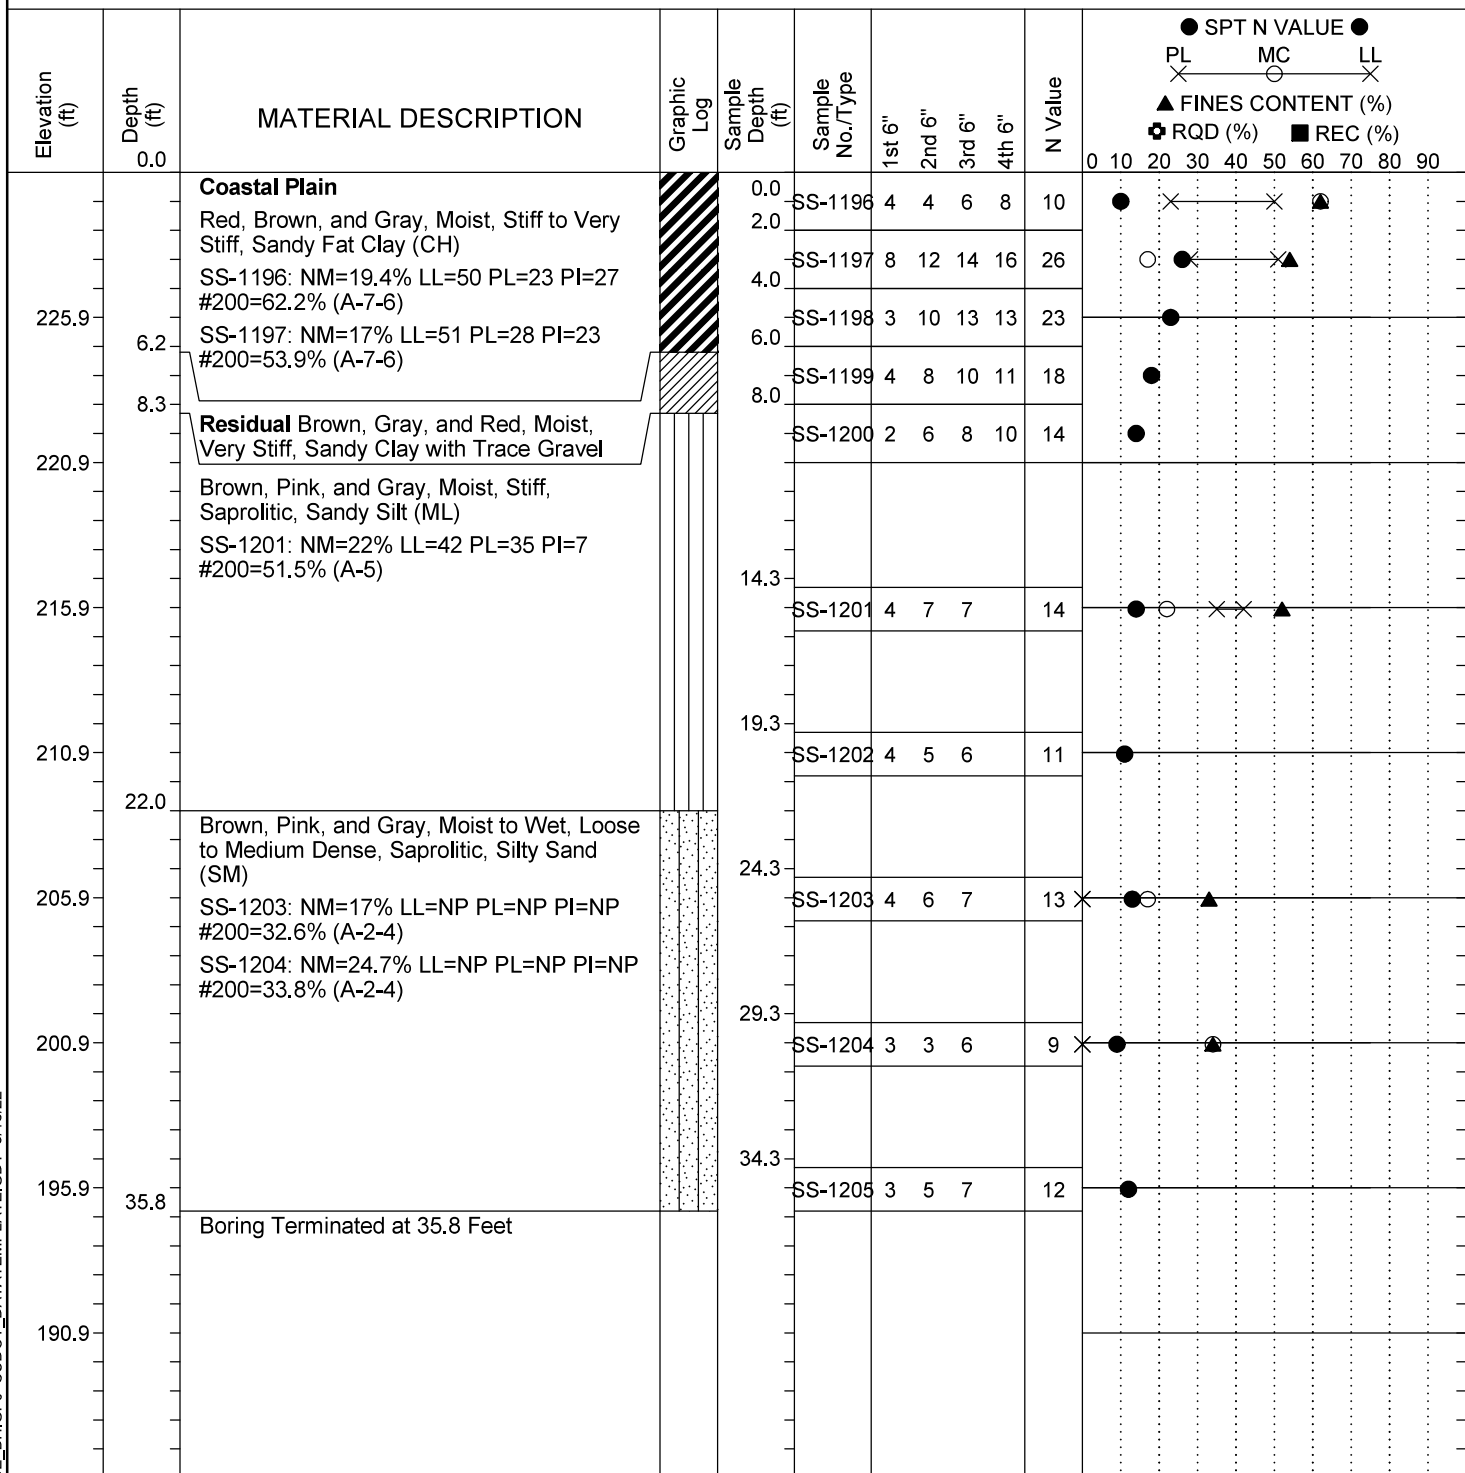 ● SPT N VALUE ●
PL MC LL
▲ FINES CONTENT (%)
RQD (%) ■ REC (%)
0 10 20 30 40 50 60 70 80 90
Elevation (ft)
Depth (ft)
0.0
MATERIAL DESCRIPTION
Graphic Log
Sample Depth (ft)
Sample No./Type
1st 6"
2nd 6"
3rd 6"
4th 6"
N Value
Coastal Plain
Red, Brown, and Gray, Moist, Stiff to Very
Stiff, Sandy Fat Clay (CH)
SS-1196: NM=19.4% LL=50 PL=23 PI=27
#200=62.2% (A-7-6)
SS-1197: NM=17% LL=51 PL=28 PI=23
#200=53.9% (A-7-6)
Residual Brown, Gray, and Red, Moist,
Very Stiff, Sandy Clay with Trace Gravel
Brown, Pink, and Gray, Moist, Stiff,
Saprolitic, Sandy Silt (ML)
SS-1201: NM=22% LL=42 PL=35 PI=7
#200=51.5% (A-5)
Brown, Pink, and Gray, Moist to Wet, Loose
to Medium Dense, Saprolitic, Silty Sand
(SM)
SS-1203: NM=17% LL=NP PL=NP PI=NP
#200=32.6% (A-2-4)
SS-1204: NM=24.7% LL=NP PL=NP PI=NP
#200=33.8% (A-2-4)
Boring Terminated at 35.8 Feet
225.9
220.9
215.9
210.9
205.9
200.9
195.9
190.9
6.2
8.3
22.0
35.8
0.0
2.0
4.0
6.0
8.0
14.3
19.3
24.3
29.3
34.3
SS-1196 4 4 6 8 10
SS-1197 8 12 14 16 26
SS-1198 3 10 13 13 23
SS-1199 4 8 10 11 18
SS-1200 2 6 8 10 14
SS-1201 4 7 7 14
SS-1202 4 5 6 11
SS-1203 4 6 7 13
SS-1204 3 3 6 9
SS-1205 3 5 7 12